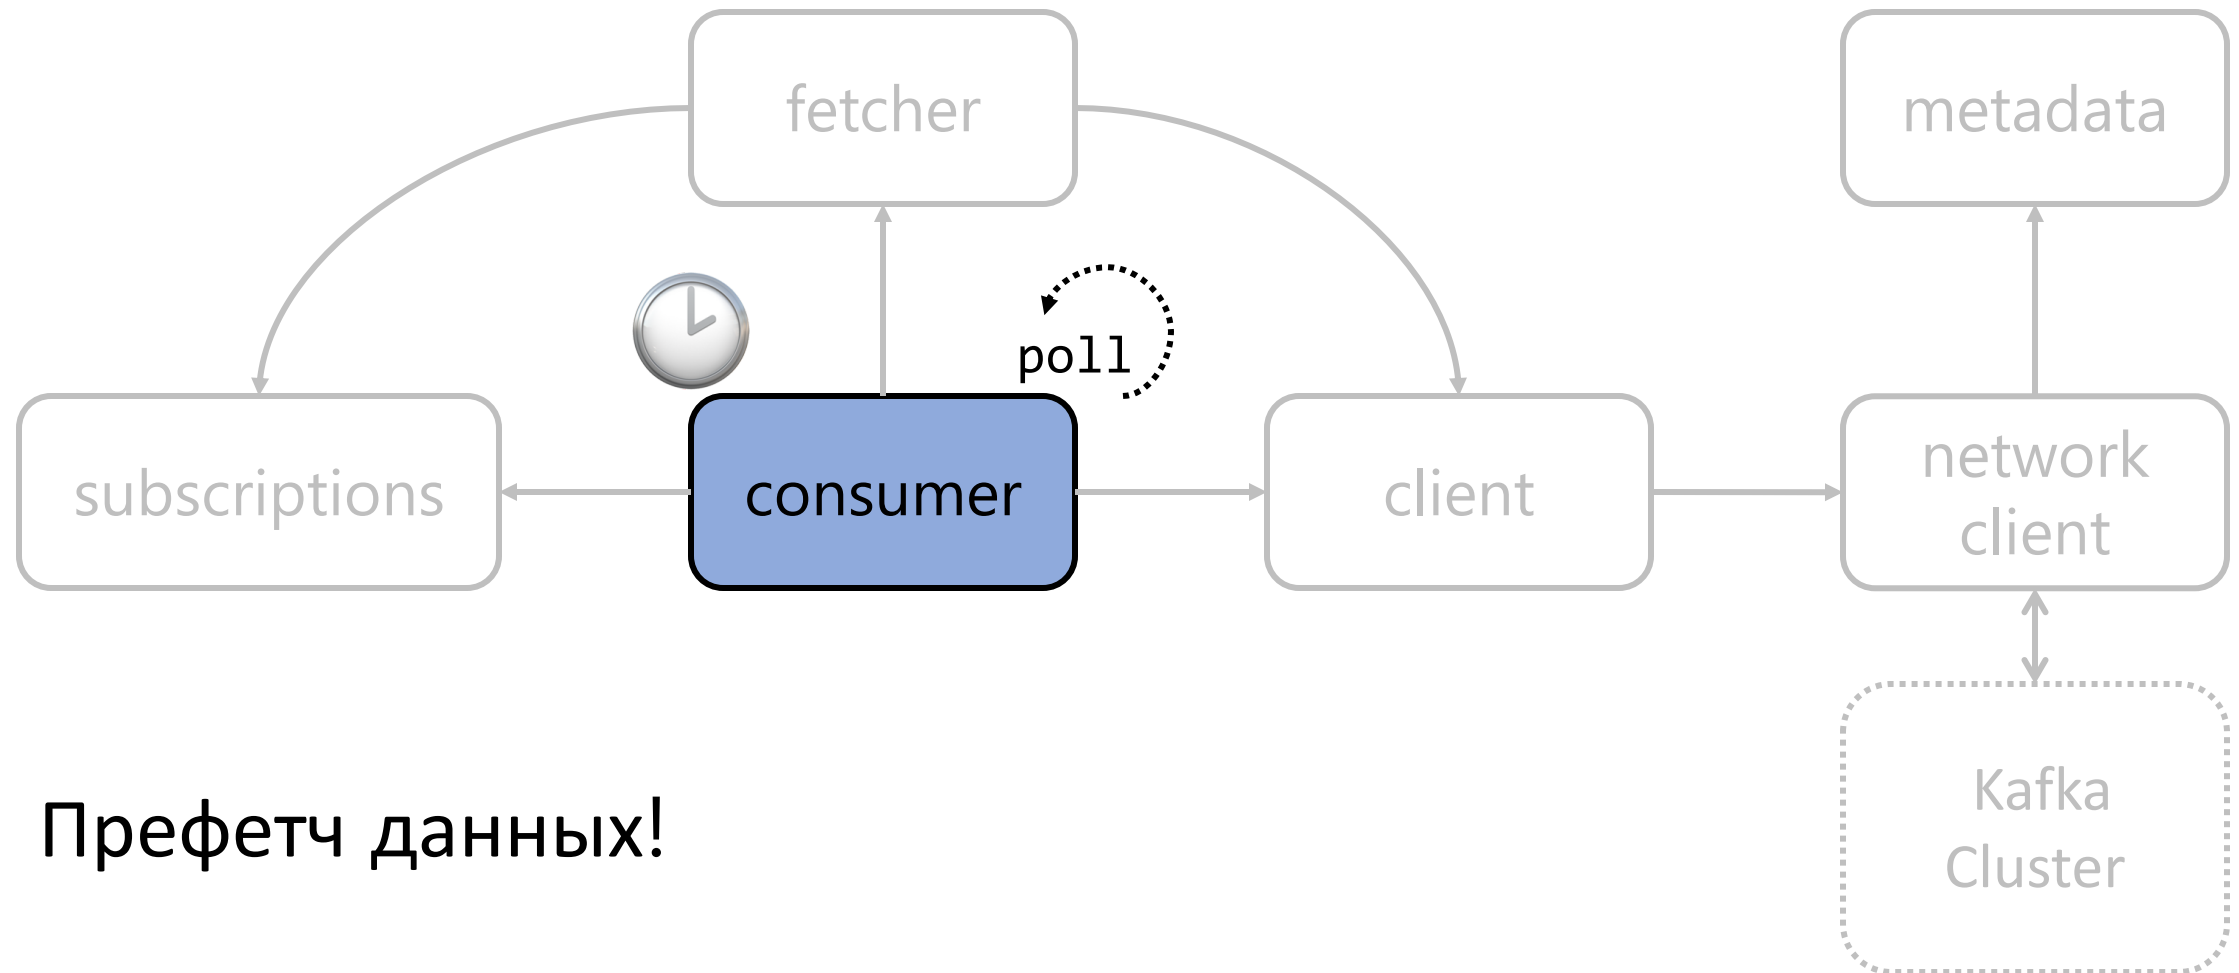 fetcher
metadata
poll
subscriptions
consumer
client
network
client
Kafka
Cluster
Префетч данных!